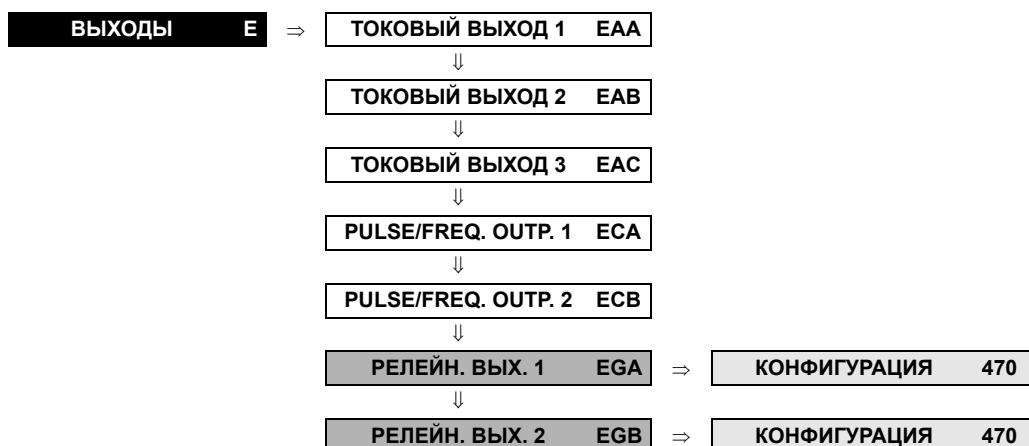 ВЫХОДЫ E ⇒ ТОКОВЫЙ ВЫХОД 1 EAA
⇓
ТОКОВЫЙ ВЫХОД 2 EAB
⇓
ТОКОВЫЙ ВЫХОД 3 EAC
⇓
PULSE/FREQ. OUTP. 1 ECA
⇓
PULSE/FREQ. OUTP. 2 ECB
⇓
РЕЛЕЙН. ВЫХ. 1 EGA ⇒ КОНФИГУРАЦИЯ 470
⇓
РЕЛЕЙН. ВЫХ. 2 EGB ⇒ КОНФИГУРАЦИЯ 470